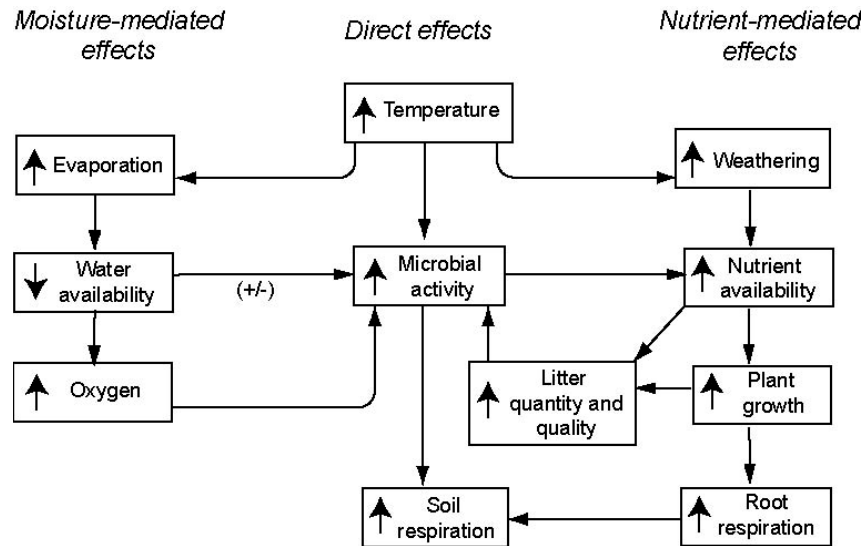 Moisture-mediated
effects
Direct effects
Nutrient-mediated
effects
Temperature
Evaporation
Weathering
Water
availability
(+/-)
Microbial
activity
Nutrient
availability
Oxygen
Litter
quantity and
quality
Plant
growth
Soil
respiration
Root
respiration